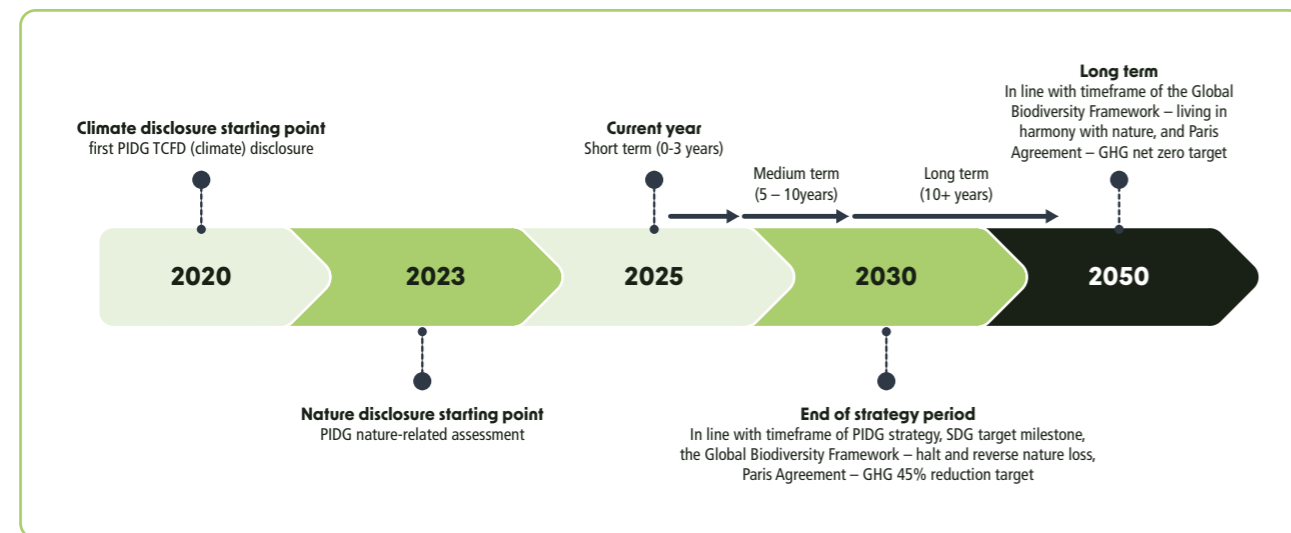 Climate disclosure starting point
first PIDG TCFD (climate) disclosure
Current year
Short term (0-3 years)
Medium term
(5 – 10years)
Long term
(10+ years)
Long term
In line with timeframe of the Global
Biodiversity Framework – living in
harmony with nature, and Paris
Agreement – GHG net zero target
2020
2023
2025
2030
2050
Nature disclosure starting point
PIDG nature-related assessment
End of strategy period
In line with timeframe of PIDG strategy, SDG target milestone,
the Global Biodiversity Framework – halt and reverse nature loss,
Paris Agreement – GHG 45% reduction target